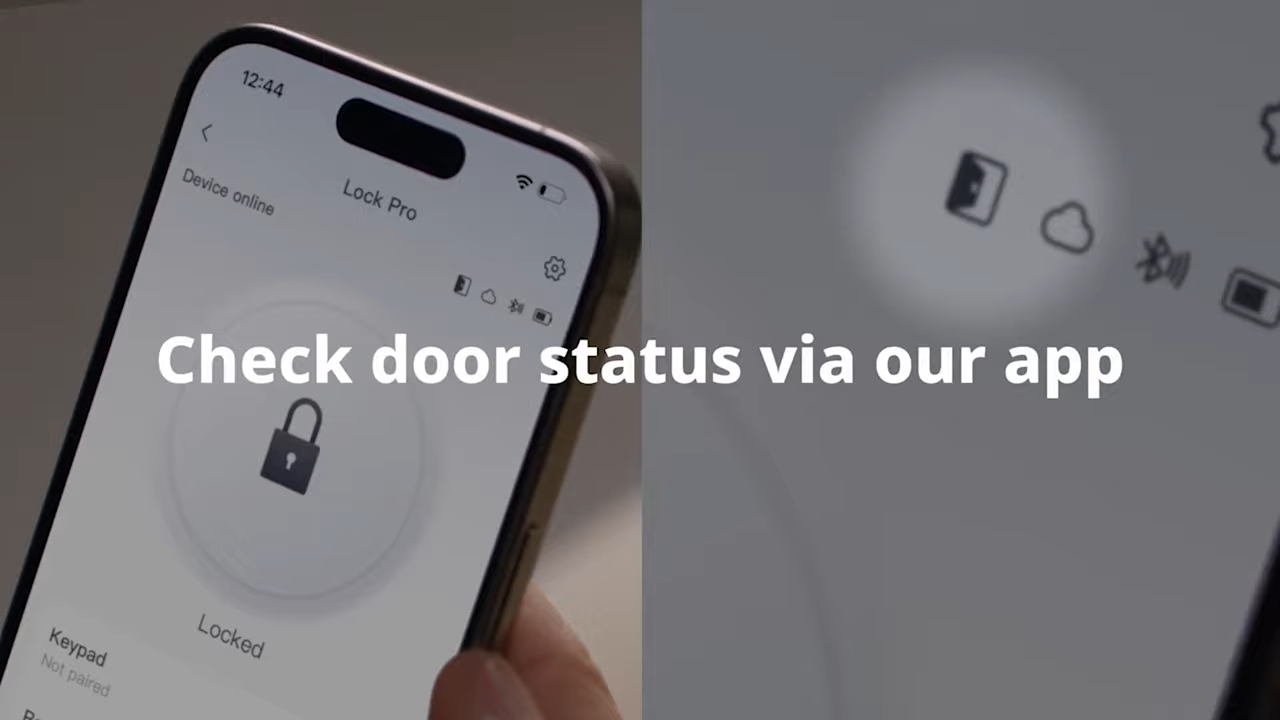 12:44
Lock Pro
Device online
Check door status via our app
Locked
Keypad
Not paired